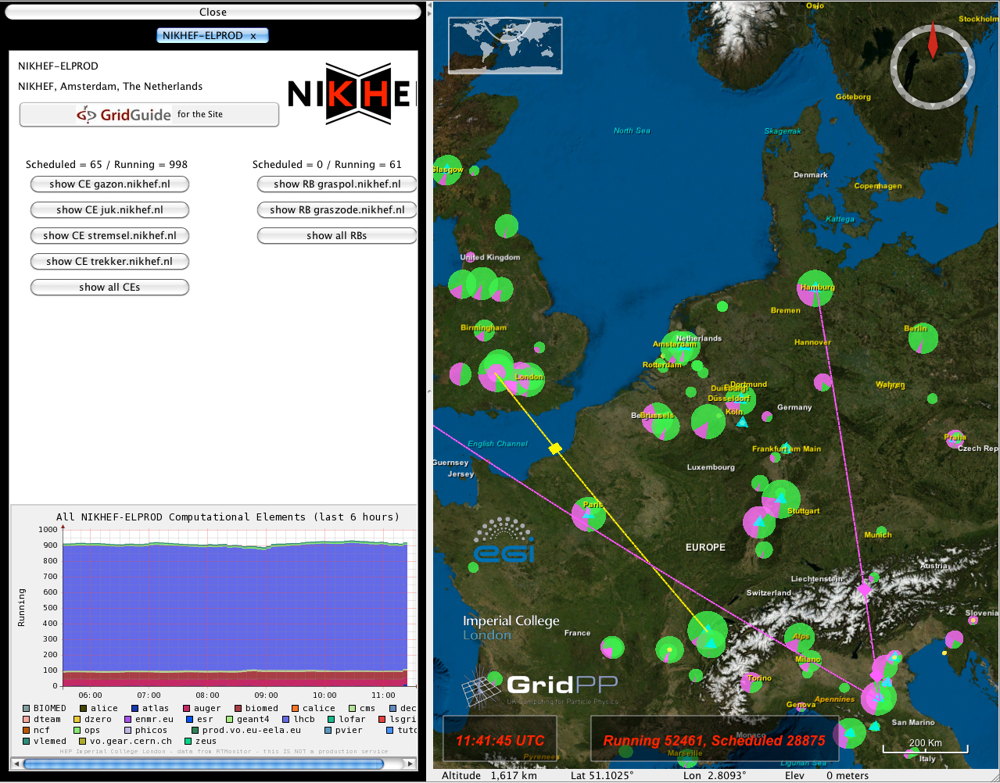 Close
NIKHEF-ELPROD x
NIKHEF-ELPROD
NIKHEF, Amsterdam, The Netherlands
NIKHE
GridGuide for the Site
Scheduled = 65 / Running = 998
Scheduled = 0 / Running = 61
show CE gazon.nikhef.nl
show RB graspol.nikhef.nl
show CE juk.nikhef.nl
show RB graszode.nikhef.nl
show CE stremsel.nikhef.nl
show all RBs
show CE trekker.nikhef.nl
show all CEs
All NIKHEF-ELPROD Computational Elements (last 6 hours)
Running
1000
900
800
700
600
500
400
300
200
100
0
06:00 07:00 08:00 09:00 10:00 11:00
BIOMED alice atlas auger biomed calice cms dec
dteam dzero enmr.eu esr geant4 lhcb lofar lsgri
ncf ops phicos prod.vo.eu-eela.eu pvier tuto
vlemed vo.gear.cern.ch zeus
HEP Imperial College London - data from RTMonitor - this IS NOT a production service
Oslo
Stockholm
Göteborg
North Sea
Skagerrak
Glasgow
Denmark
Copenhagen
Kattega
United Kingdom
Hamburg
Bremen
Birmingham
Berlin
Netherlands
Amsterdam
Hannover
Rotterdam
London
Dortmund
Duisburg
Düsseldorf
Germany
Köln
Brussels
Praha
Czech Rep
English Channel
Frankfurt am Main
Guernsey
Jersey
Luxembourg
Paris
Stuttgart
Munich
egi
EUROPE
Austria
Liechtenstein
Switzerland
Slovenia
Imperial College
London
France
Alps
Milano
Torino
GridPP
UK Computing for Particle Physics
Apennines
Genova
San Marino
Monaco
11:41:45 UTC
Running 52461, Scheduled 28875
200 Km
Marseille
Pyrenees
Italy
Ligurian Sea
Altitude 1,617 km Lat 51.1025° Lon 2.8093° Elev 0 meters